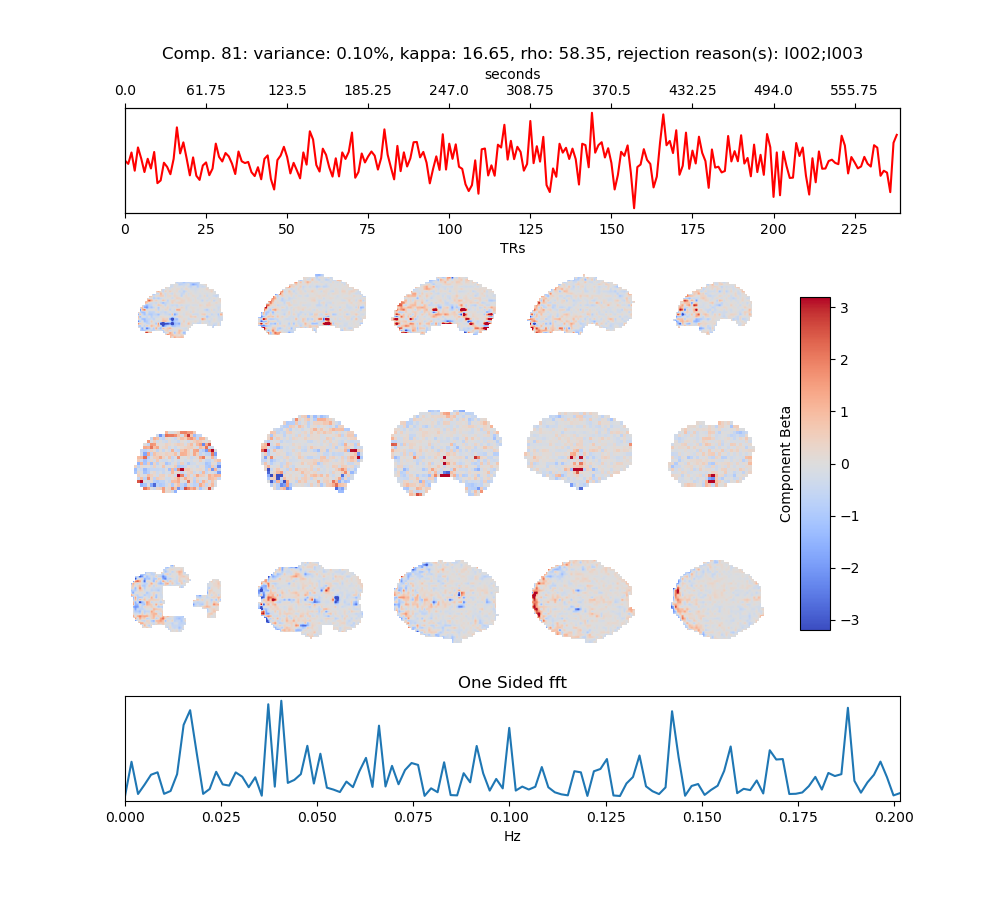 Comp. 81: variance: 0.10%, kappa: 16.65, rho: 58.35, rejection reason(s): I002;I003
seconds
0.0 61.75 123.5 185.25 247.0 308.75 370.5 432.25 494.0 555.75
0 25 50 75 100 125 150 175 200 225
TRs
3
2
1
0
−1
−2
−3
Component Beta
One Sided fft
0.000 0.025 0.050 0.075 0.100 0.125 0.150 0.175 0.200
Hz